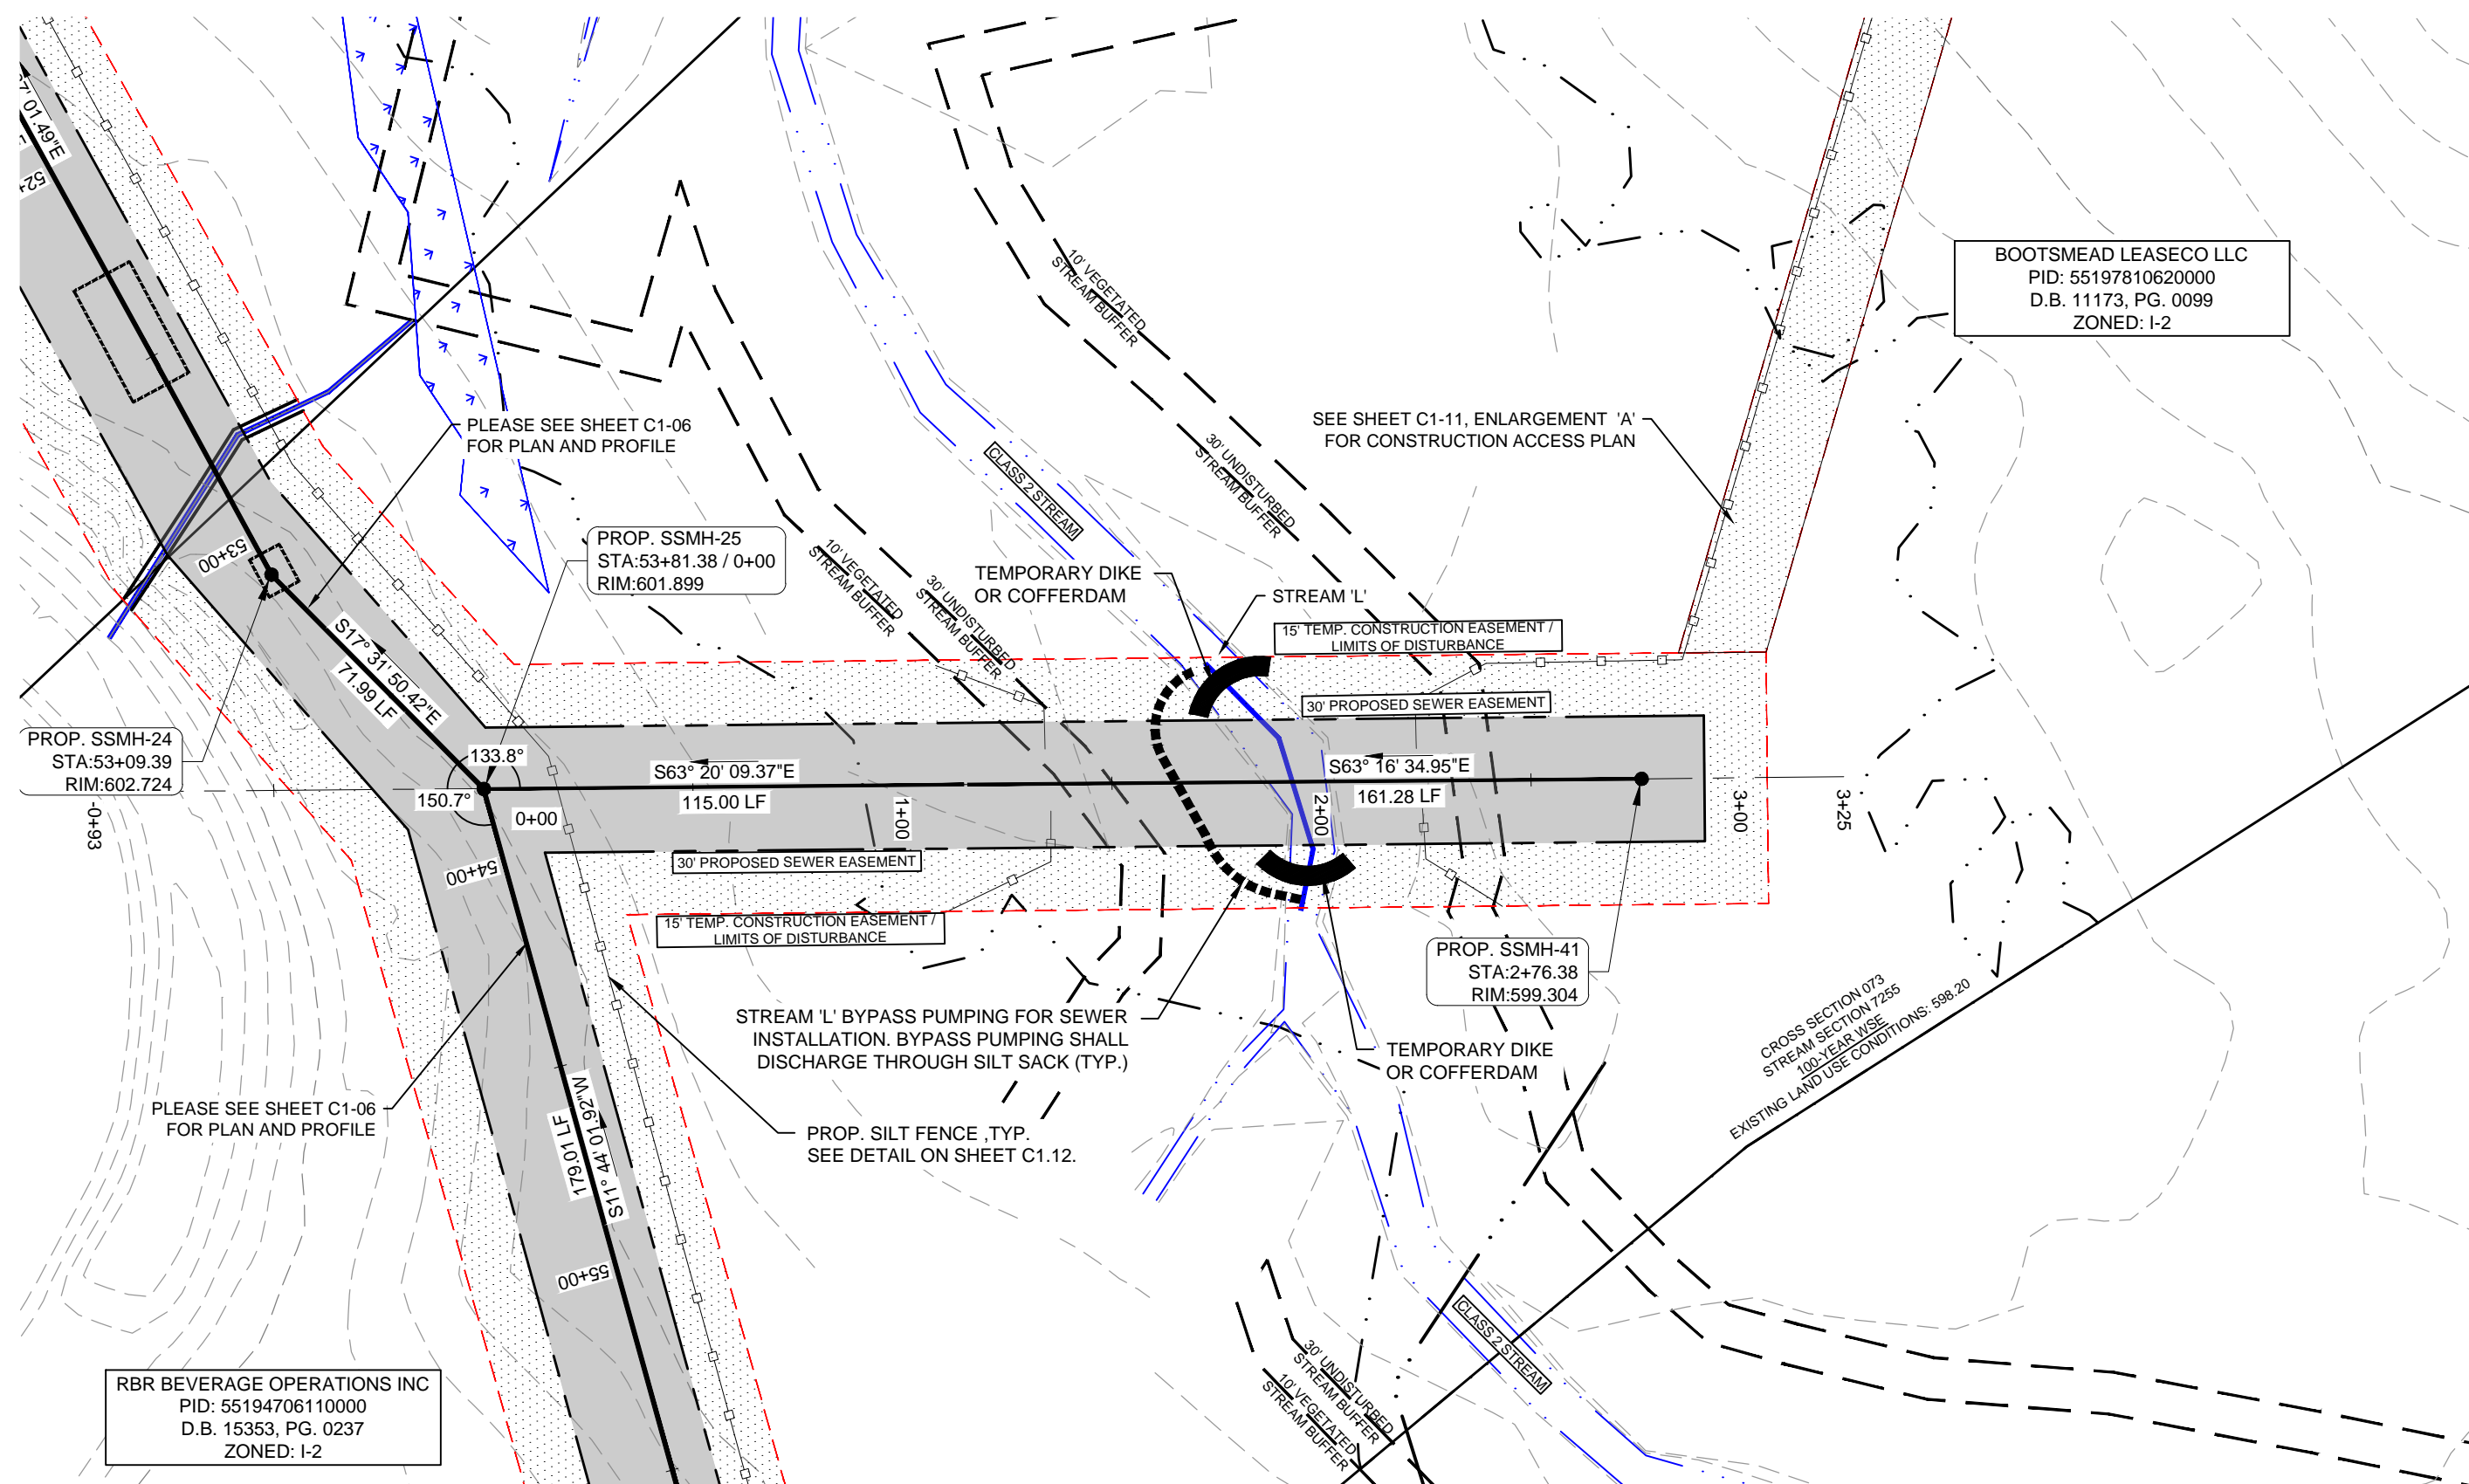 01.49"E
52+
BOOTSMEAD LEASECO LLC
PID: 55197810620000
D.B. 11173, PG. 0099
ZONED: I-2
10' VEGETATED
STREAM BUFFER
30' UNDISTURBED
STREAM BUFFER
SEE SHEET C1-11, ENLARGEMENT 'A'
FOR CONSTRUCTION ACCESS PLAN
PLEASE SEE SHEET C1-06
FOR PLAN AND PROFILE
CLASS 2 STREAM
53+00
PROP. SSMH-25
STA:53+81.38 / 0+00
RIM:601.899
10' VEGETATED
STREAM BUFFER
30' UNDISTURBED
STREAM BUFFER
TEMPORARY DIKE
OR COFFERDAM
STREAM 'L'
15' TEMP. CONSTRUCTION EASEMENT /
LIMITS OF DISTURBANCE
S17° 31' 50.42"E
71.99 LF
30' PROPOSED SEWER EASEMENT
PROP. SSMH-24
STA:53+09.39
RIM:602.724
-0+93
133.8°
150.7°
0+00
S63° 20' 09.37"E
115.00 LF
1+00
S63° 16' 34.95"E
161.28 LF
2+00
3+00
3+25
54+00
30' PROPOSED SEWER EASEMENT
15' TEMP. CONSTRUCTION EASEMENT /
LIMITS OF DISTURBANCE
PROP. SSMH-41
STA:2+76.38
RIM:599.304
STREAM 'L' BYPASS PUMPING FOR SEWER
INSTALLATION. BYPASS PUMPING SHALL
DISCHARGE THROUGH SILT SACK (TYP.)
TEMPORARY DIKE
OR COFFERDAM
CROSS SECTION 073
STREAM SECTION 7255
100-YEAR WSE
EXISTING LAND USE CONDITIONS: 598.20
PLEASE SEE SHEET C1-06
FOR PLAN AND PROFILE
S11° 44' 01.92"W
179.01 LF
PROP. SILT FENCE ,TYP.
SEE DETAIL ON SHEET C1.12.
55+00
CLASS 2 STREAM
30' UNDISTURBED
STREAM BUFFER
10' VEGETATED
STREAM BUFFER
RBR BEVERAGE OPERATIONS INC
PID: 55194706110000
D.B. 15353, PG. 0237
ZONED: I-2